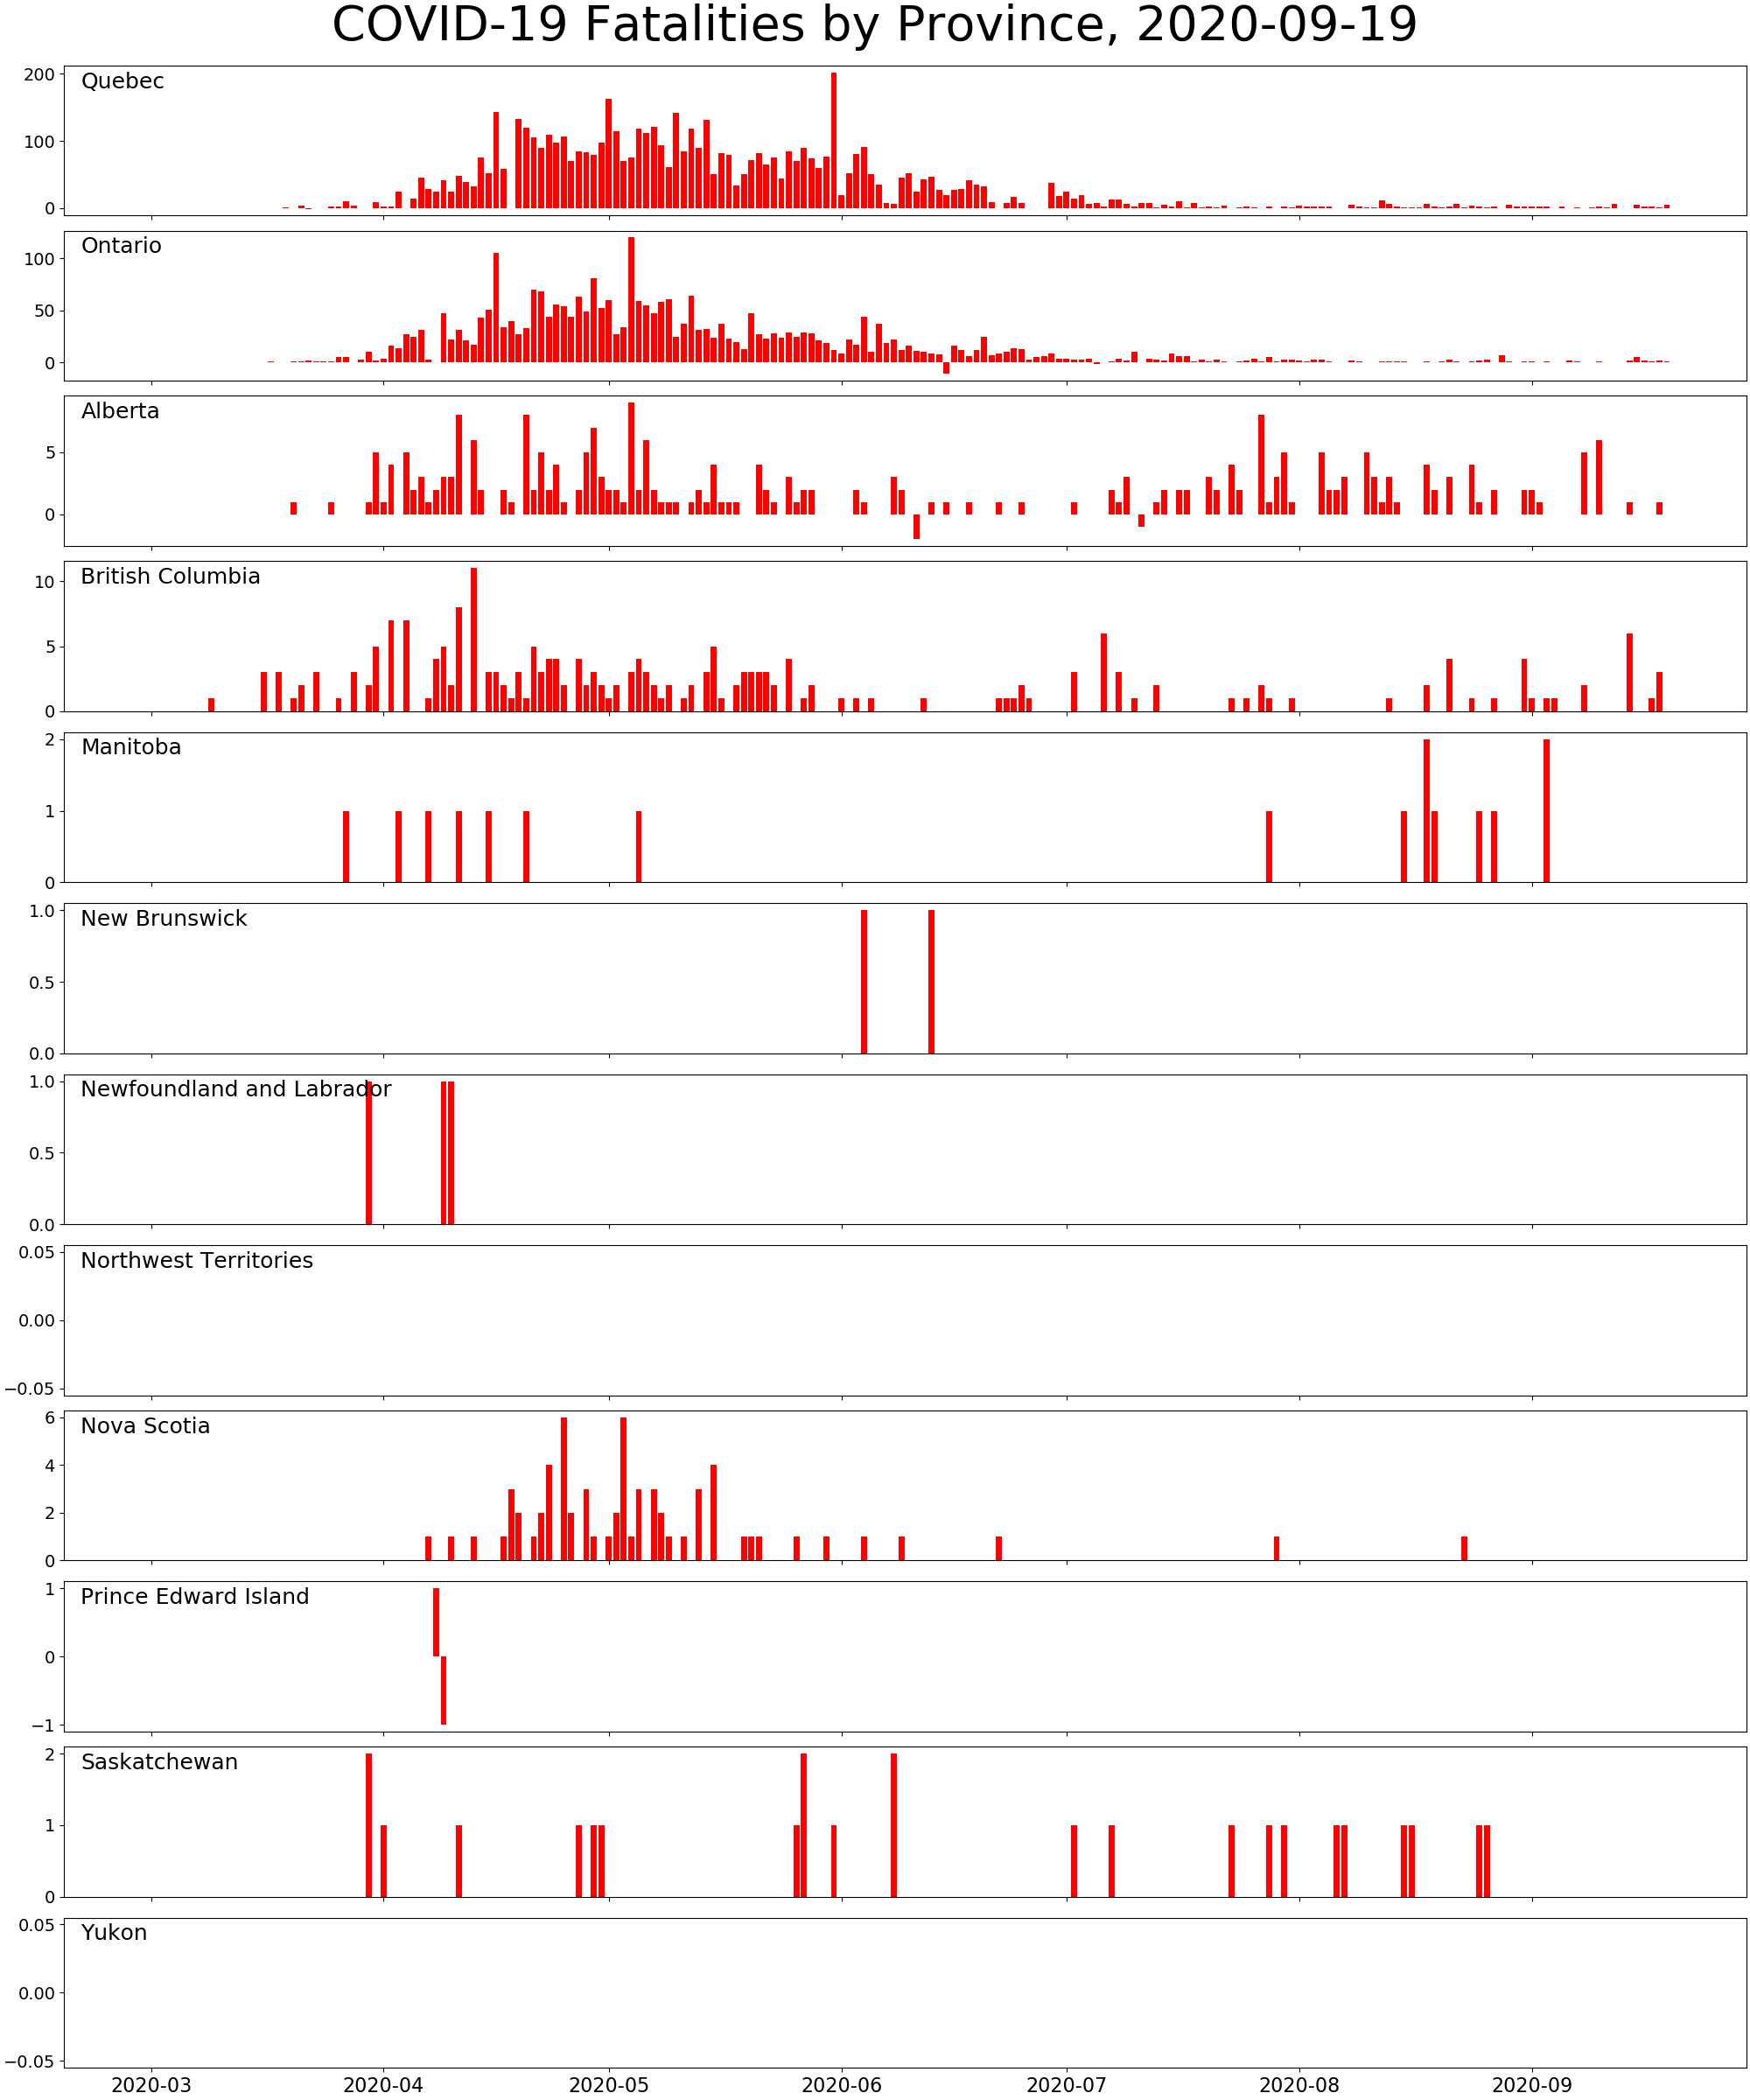 COVID-19 Fatalities by Province, 2020-09-19
Quebec
200
100
0
Ontario
100
50
0
Alberta
5
0
British Columbia
10
5
0
Manitoba
2
1
0
New Brunswick
1.0
0.5
0.0
Newfoundland and Labrador
1.0
0.5
0.0
Northwest Territories
0.05
0.00
−0.05
Nova Scotia
6
4
2
0
Prince Edward Island
1
0
−1
Saskatchewan
2
1
0
Yukon
0.05
0.00
−0.05
2020-03 2020-04 2020-05 2020-06 2020-07 2020-08 2020-09